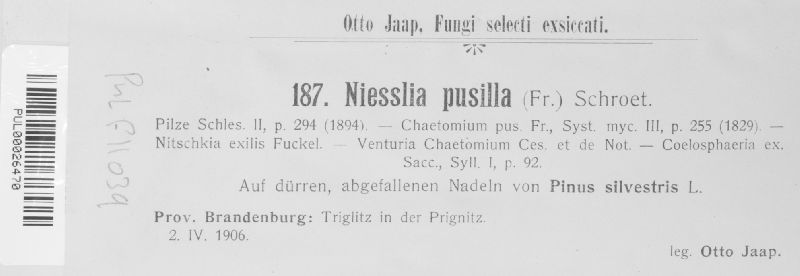 Otto Jaap, Fungi selecti exsiccati.
187. Niesslia pusilla (Fr.) Schroet.
Pilze Schles. II, p. 294 (1894). — Chaetomium pus. Fr., Syst. myc. III, p. 255 (1829). —
Nitschkia exilis Fuckel. — Venturia Chaetomium Ces. et de Not. — Coelosphaeria ex.
Sacc., Syll. I, p. 92.
Auf dürren, abgefallenen Nadeln von Pinus silvestris L.
Prov. Brandenburg: Triglitz in der Prignitz.
2. IV. 1906.
leg. Otto Jaap.
PUL00026470
PUL F11039